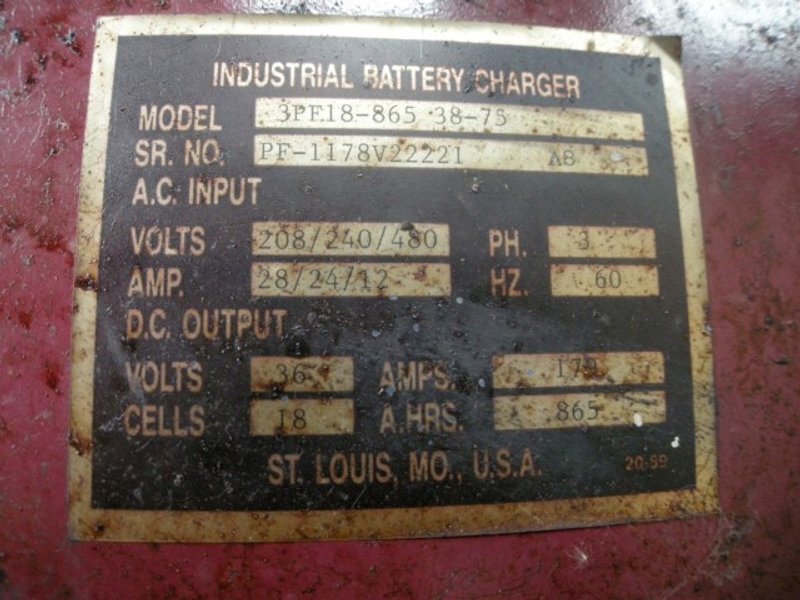 INDUSTRIAL BATTERY CHARGER
MODEL 3PF18-865 38-75
SR. NO. PF-1178V22221 A8
A.C. INPUT
VOLTS 208/240/480 PH. 3
AMP. 28/24/12 HZ. 60
D.C. OUTPUT
VOLTS 36 AMPS.
CELLS 18 A.HRS. 865
ST. LOUIS, MO., U.S.A. 20-59